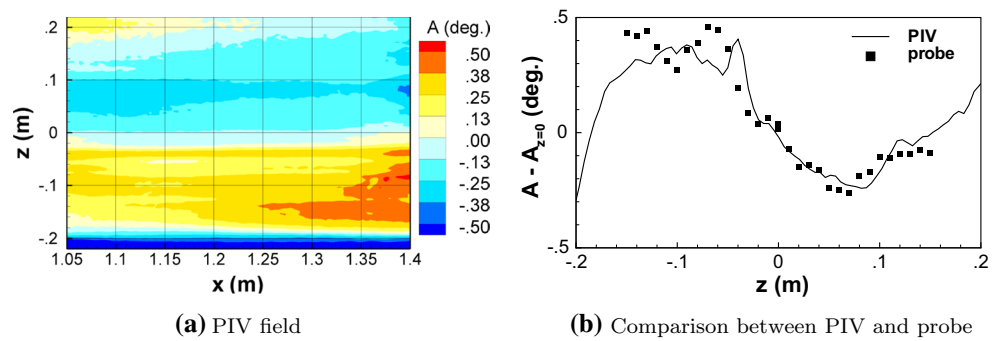 A (deg.)
.50
.38
.25
.13
.00
-.13
-.25
-.38
-.50
z (m)
.2
.1
0
-.1
-.2
1.05 1.1 1.15 1.2 1.25 1.3 1.35 1.4
x (m)
(a) PIV field
A - A z=0 (deg.)
.5
0
-.5
PIV
probe
-.2 -.1 0 .1 .2
z (m)
(b) Comparison between PIV and probe